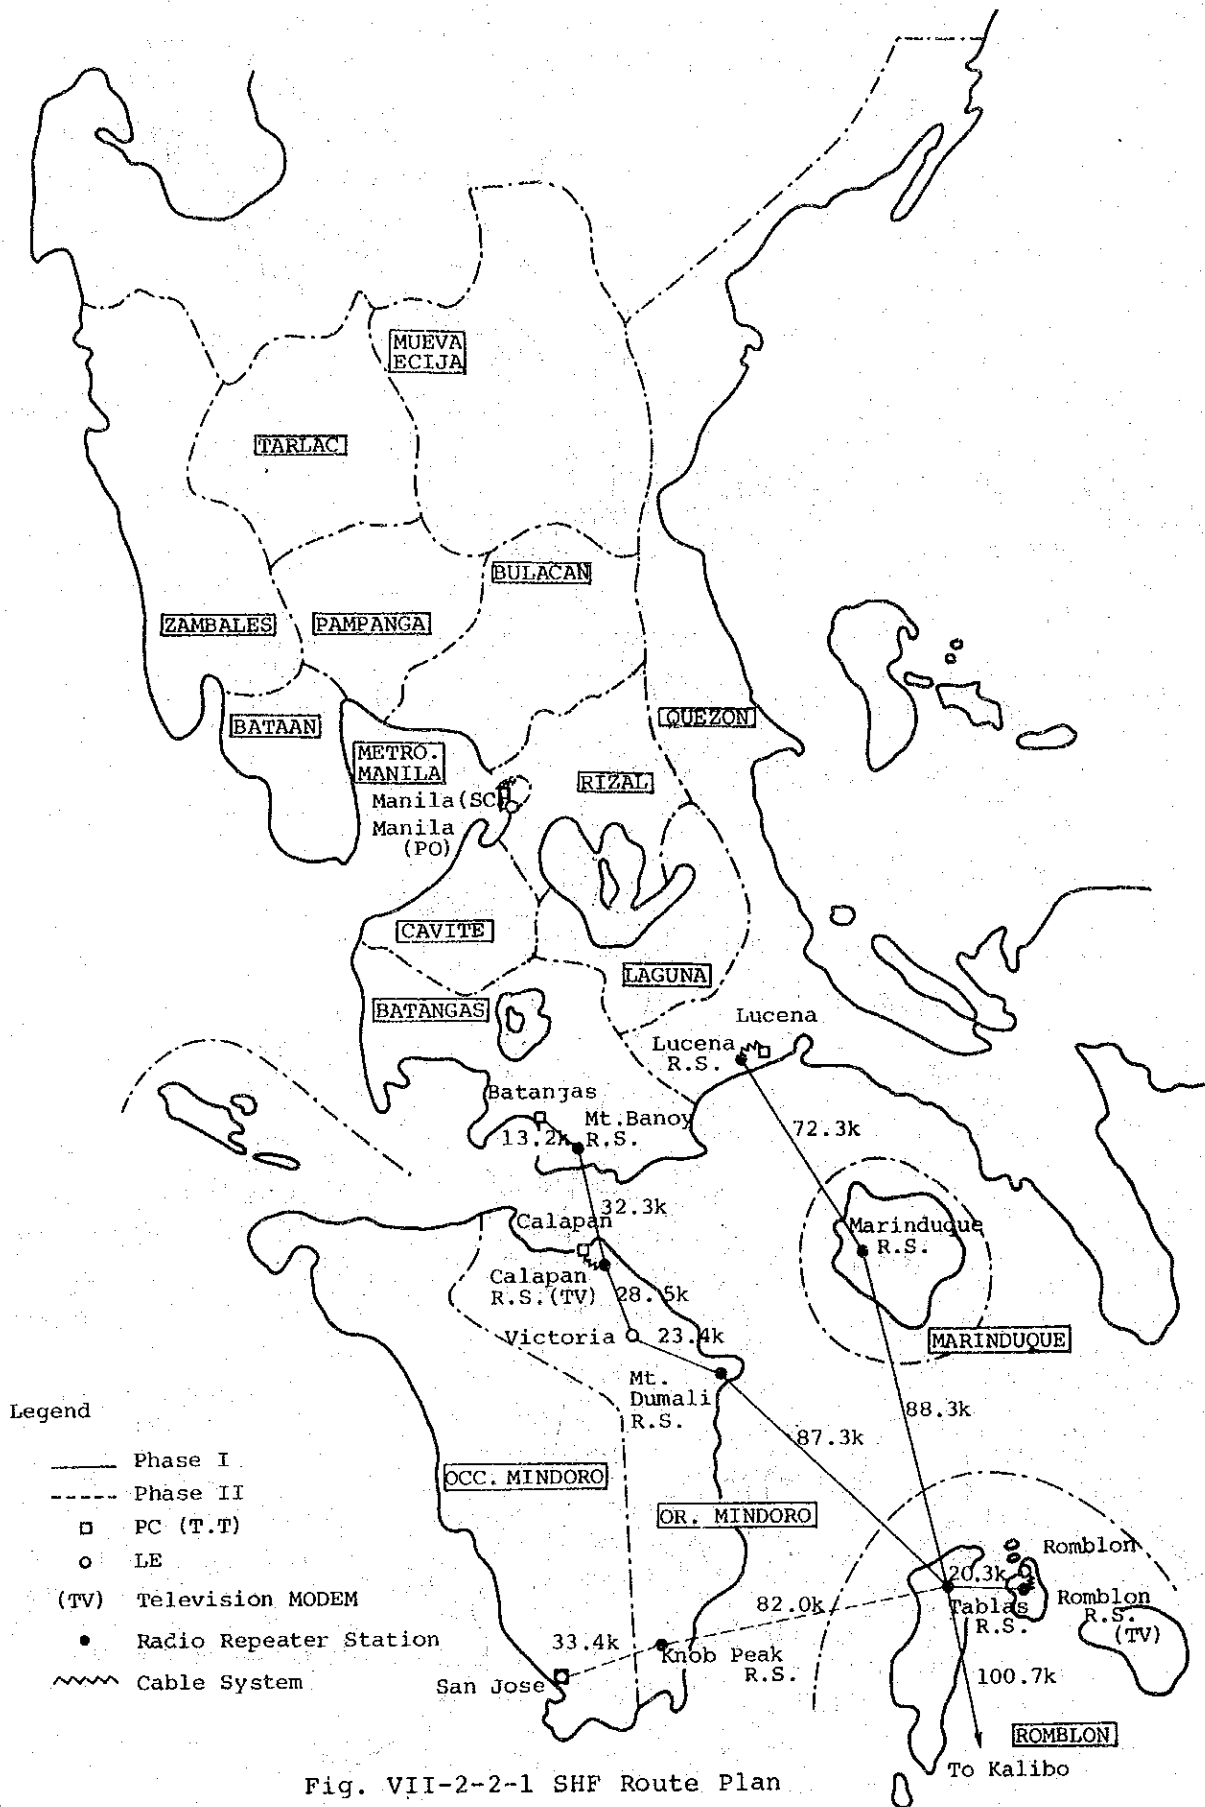 MUEVA
ECIJA
TARLAC
BULACAN
ZAMBALES
PAMPANGA
QUEZON
BATAAN
METRO.
MANILA
RIZAL
Manila (SC)
Manila
(PO)
CAVITE
LAGUNA
BATANGAS
Lucena
Lucena
R.S.
Batangas
Mt.Banoy
R.S.
13.2k
72.3k
32.3k
Calapan
Marinduque
R.S.
Calapan
R.S.(TV)
28.5k
Victoria
23.4k
MARINDUQUE
Mt.
Dumali
R.S.
88.3k
87.3k
Legend
Phase I
Phase II
PC (T.T)
LE
(TV) Television MODEM
Radio Repeater Station
Cable System
OCC. MINDORO
OR. MINDORO
Romblon
20.3k
Tablas
R.S.
Romblon
R.S.
(TV)
82.0k
33.4k
Knob Peak
R.S.
San Jose
100.7k
ROMBLON
To Kalibo
Fig. VII-2-2-1 SHF Route Plan